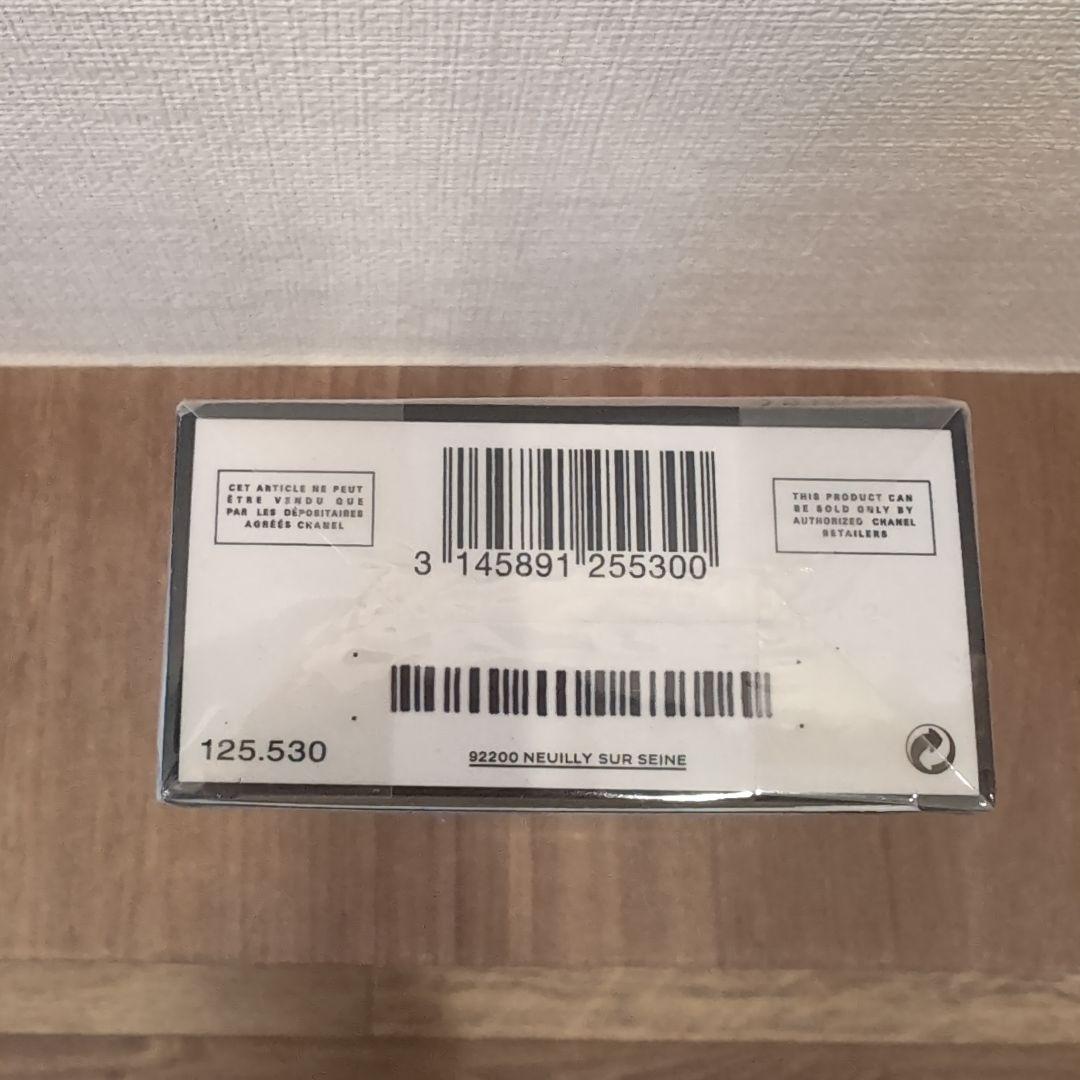 CET ARTICLE NE PEUT
ÊTRE VENDU QUE
PAR LES DÉPOSITAIRES
AGRÉÉS CHANEL
THIS PRODUCT CAN
BE SOLD ONLY BY
AUTHORIZED CHANEL
RETAILERS
3 145891 255300
125.530
92200 NEUILLY SUR SEINE